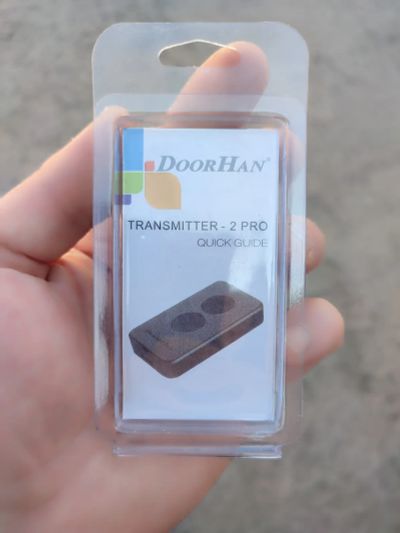 DOORHAN®
TRANSMITTER - 2 PRO
QUICK GUIDE